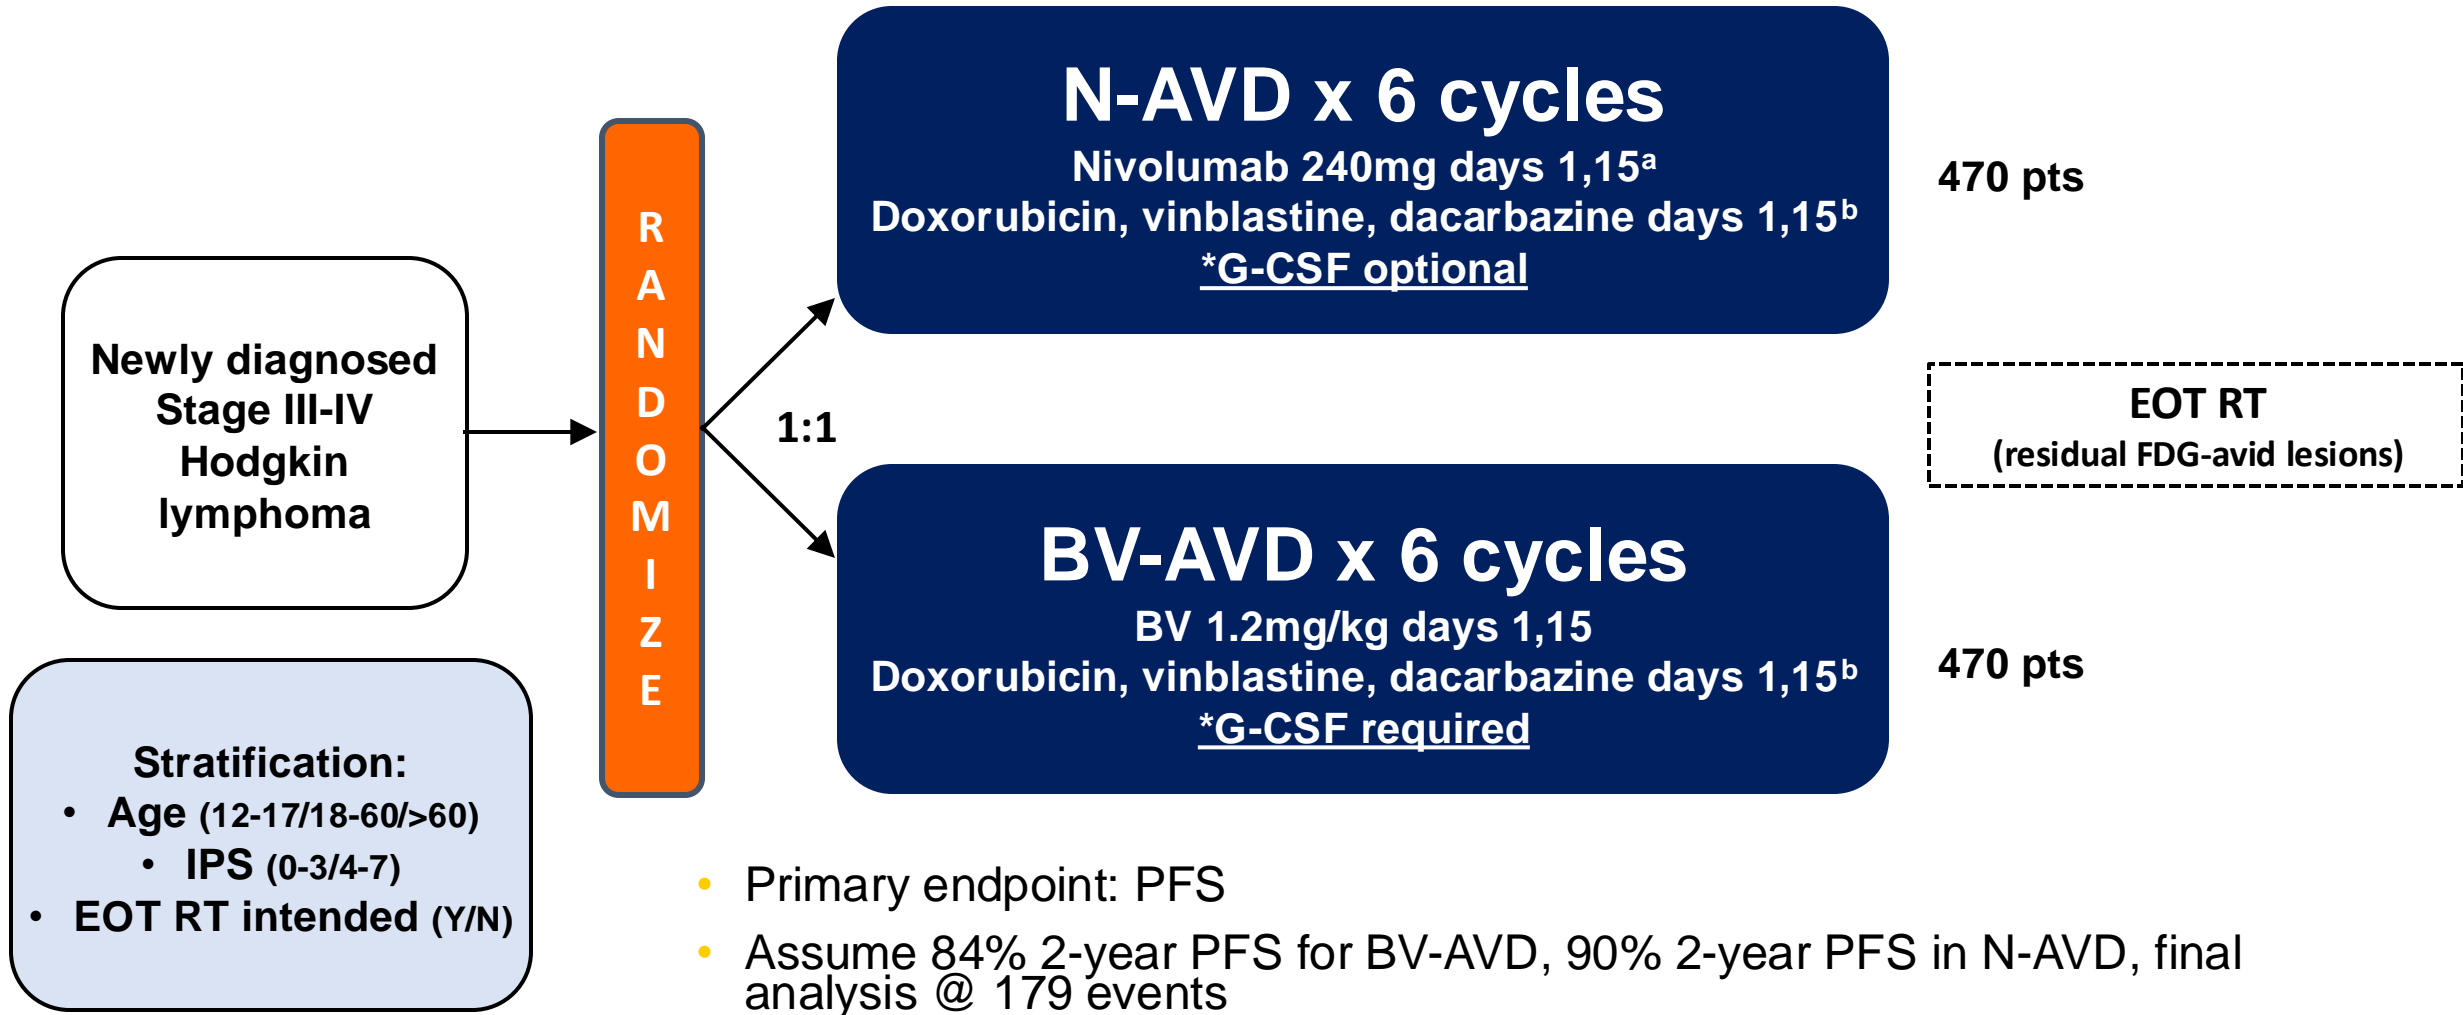 Newly diagnosed
Stage III-IV
Hodgkin
lymphoma
Stratification:
• Age (12-17/18-60/>60)
• IPS (0-3/4-7)
• EOT RT intended (Y/N)
R
A
N
D
O
M
I
Z
E
1:1
N-AVD x 6 cycles
Nivolumab 240mg days 1,15ᵃ
Doxorubicin, vinblastine, dacarbazine days 1,15ᵇ
*G-CSF optional
470 pts
EOT RT
(residual FDG-avid lesions)
BV-AVD x 6 cycles
BV 1.2mg/kg days 1,15
Doxorubicin, vinblastine, dacarbazine days 1,15ᵇ
*G-CSF required
470 pts
• Primary endpoint: PFS
• Assume 84% 2-year PFS for BV-AVD, 90% 2-year PFS in N-AVD, final
analysis @ 179 events